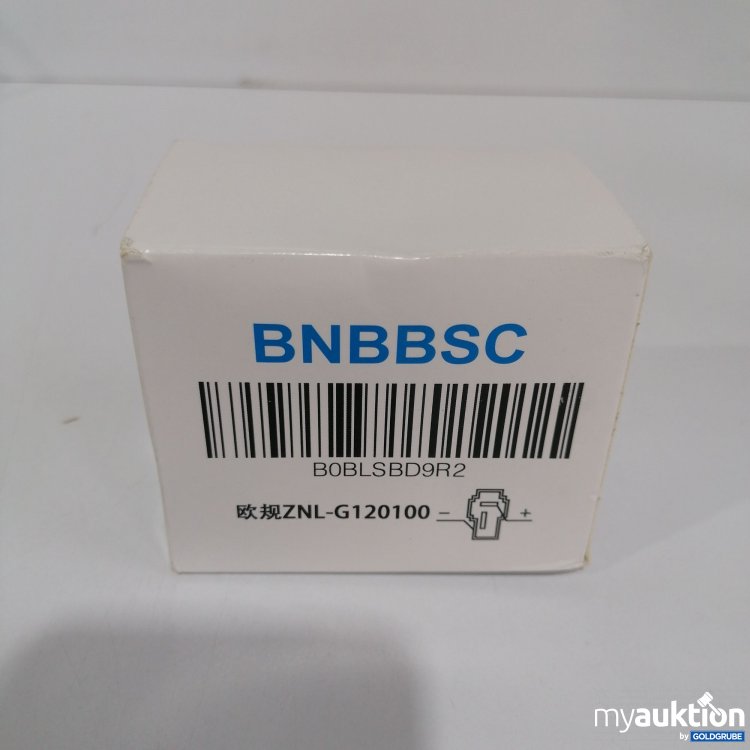 BNBBSC
B0BLSBD9R2
欧规ZNL-G120100 - +
myauktion
by GOLDGRUBE